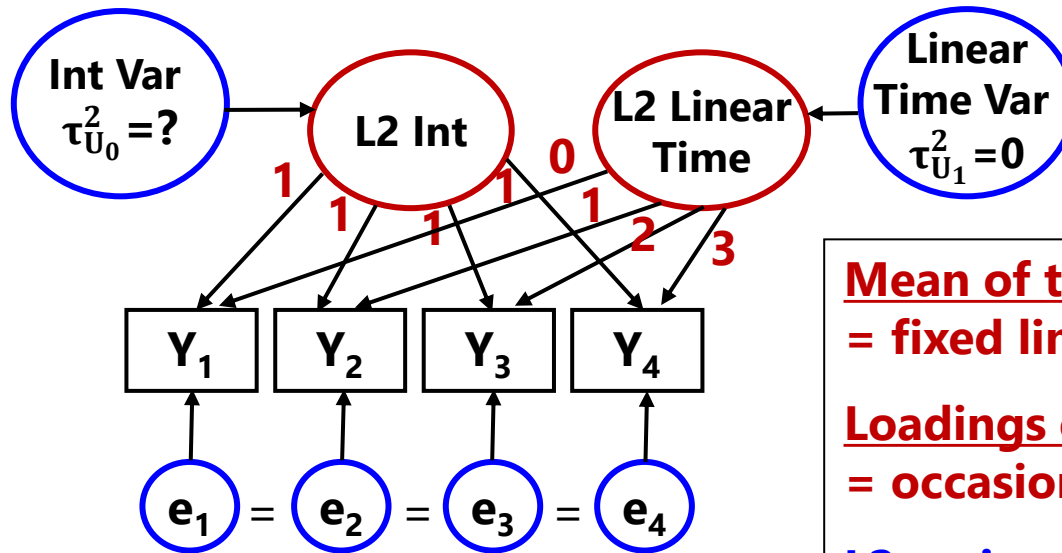 Int Var
τ²U₀ =?
L2 Int
L2 Linear
Time
Linear
Time Var
τ²U₁ =0
1
1
1
1
0
1
2
3
Y₁
Y₂
Y₃
Y₄
e₁ = e₂ = e₃ = e₄
Mean of t
= fixed lin
Loadings
= occasion